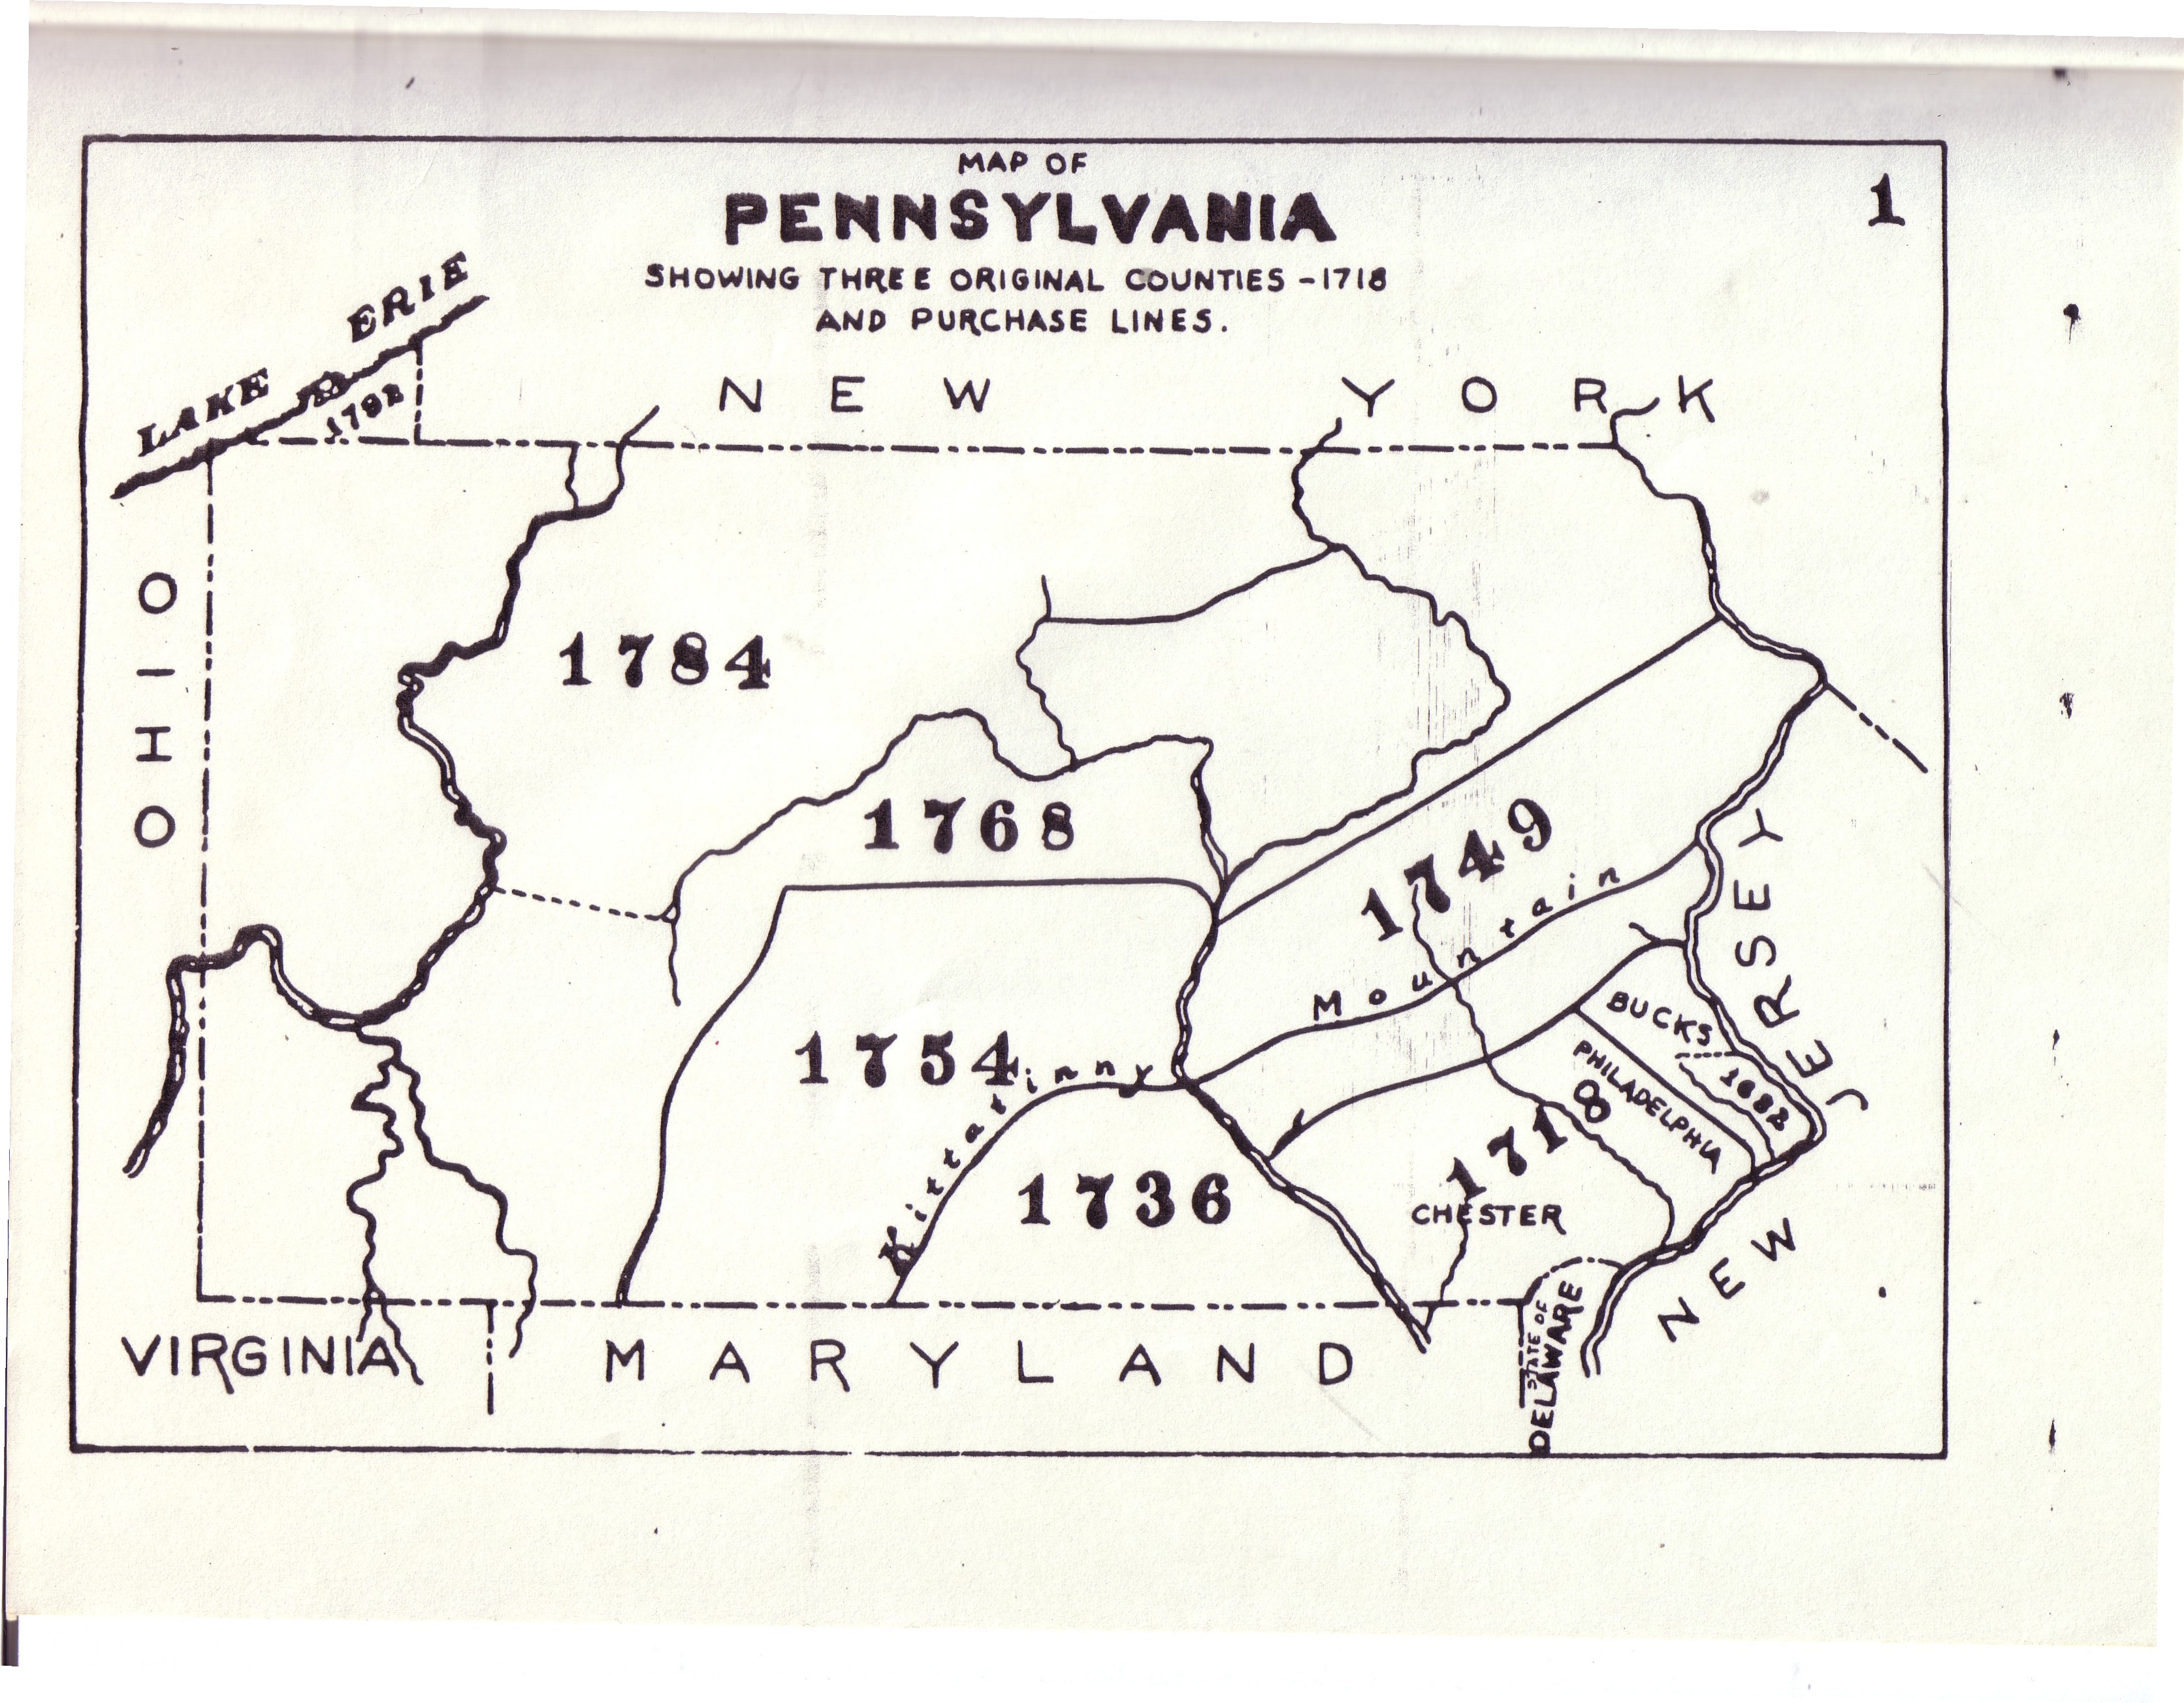 MAP OF
PENNSYLVANIA
SHOWING THREE ORIGINAL COUNTIES -1718
AND PURCHASE LINES.
1
LAKE ERIE
1792
NEW YORK
OHIO
1784
1768
1749
Kittatinny Mountain
1754
1736
1718
BUCKS
PHILADELPHIA
1682
CHESTER
NEW JERSEY
STATE OF
DELAWARE
VIRGINIA
MARYLAND